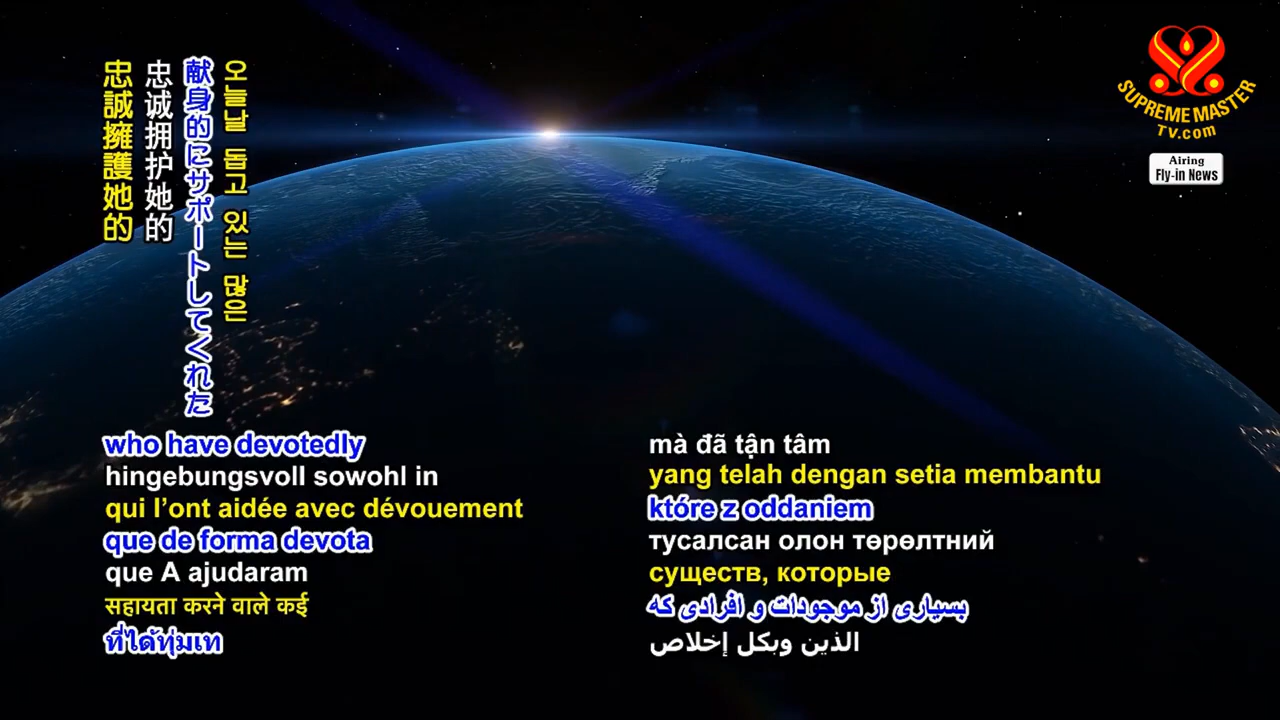 忠誠擁護她的
忠诚拥护她的
献身的にサポートしてくれた
오늘날 돕고 있는 많은
SUPREME MASTER
TV.com
Airing
Fly-in News
who have devotedly
hingebungsvoll sowohl in
qui l’ont aidée avec dévouement
que de forma devota
que A ajudaram
सहायता करने वाले कई
ที่ได้ทุ่มเท
mà đã tận tâm
yang telah dengan setia membantu
które z oddaniem
тусалсан олон төрөлтний
существ, которые
بسیاری از موجودات و افرادی که
الذين وبكل إخلاص